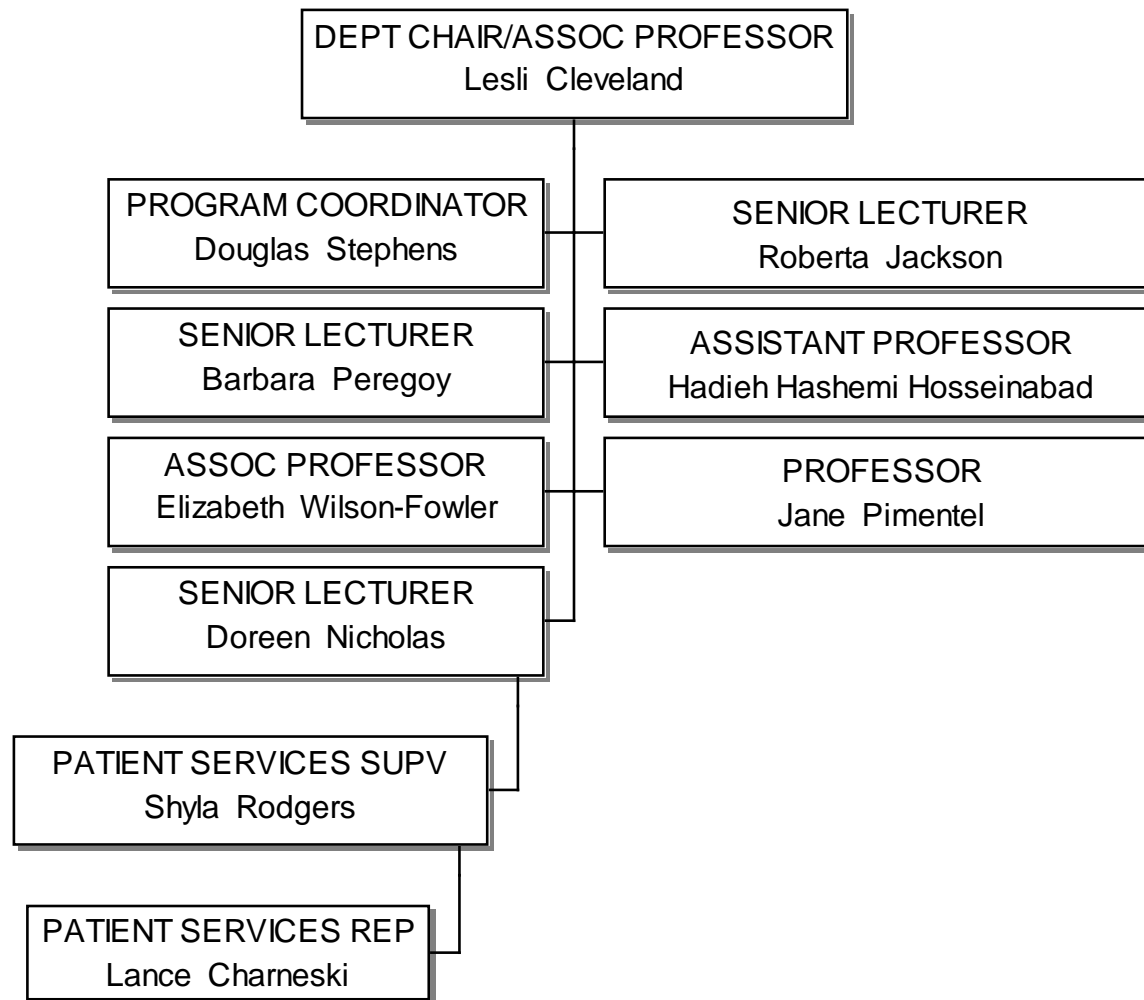 DEPT CHAIR/ASSOC PROFESSOR
Lesli Cleveland
PROGRAM COORDINATOR
Douglas Stephens
SENIOR LECTURER
Roberta Jackson
SENIOR LECTURER
Barbara Peregoy
ASSISTANT PROFESSOR
Hadieh Hashemi Hosseinabad
ASSOC PROFESSOR
Elizabeth Wilson-Fowler
PROFESSOR
Jane Pimentel
SENIOR LECTURER
Doreen Nicholas
PATIENT SERVICES SUPV
Shyla Rodgers
PATIENT SERVICES REP
Lance Charneski